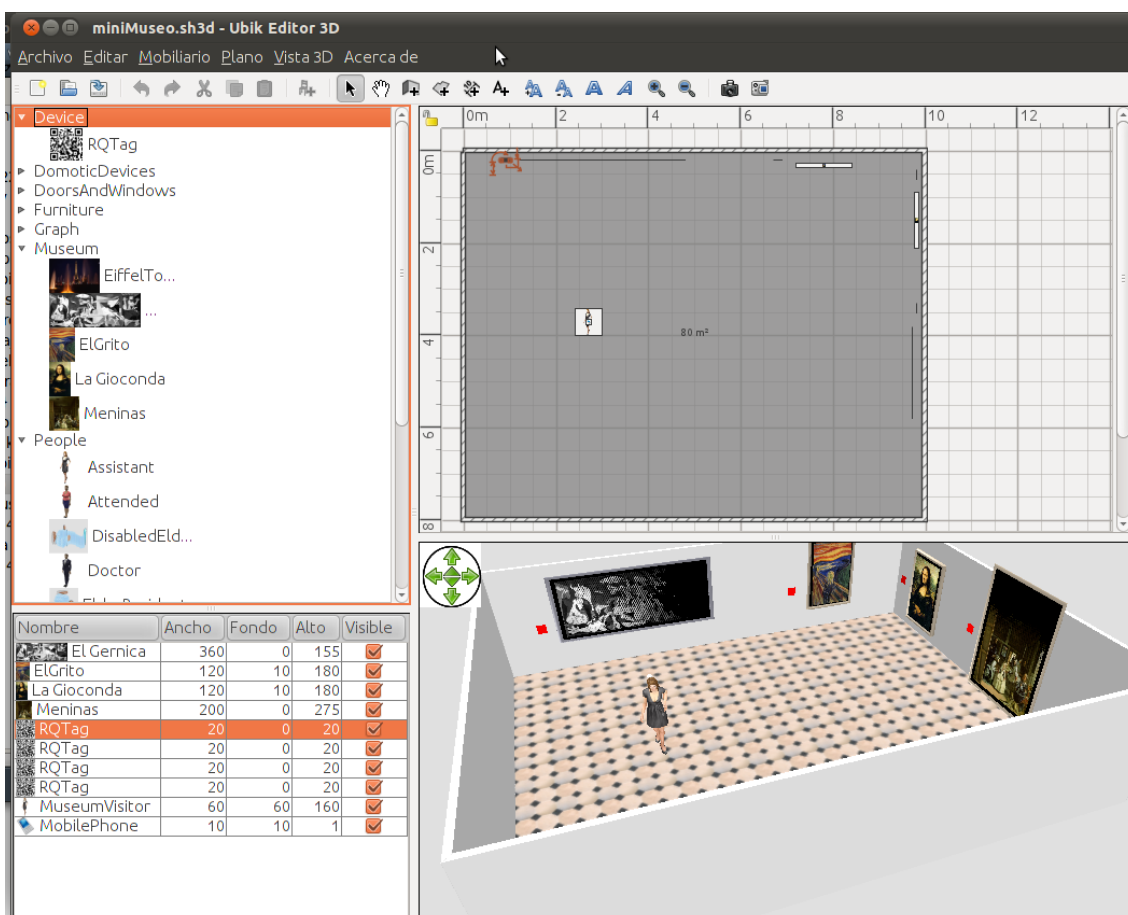 miniMuseo.sh3d - Ubik Editor 3D
Archivo Editar Mobiliario Plano Vista 3D Acerca de
Device
RQTag
DomoticDevices
DoorsAndWindows
Furniture
Graph
Museum
EiffelTo...
...
ElGrito
La Gioconda
Meninas
People
Assistant
Attended
DisabledEld...
Doctor
0m 2 4 6 8 10 12
0m
2
4
6
8
80 m²
Nombre Ancho Fondo Alto Visible
El Gernica 360 0 155
ElGrito 120 10 180
La Gioconda 120 10 180
Meninas 200 0 275
RQTag 20 0 20
RQTag 20 0 20
RQTag 20 0 20
RQTag 20 0 20
MuseumVisitor 60 60 160
MobilePhone 10 10 1